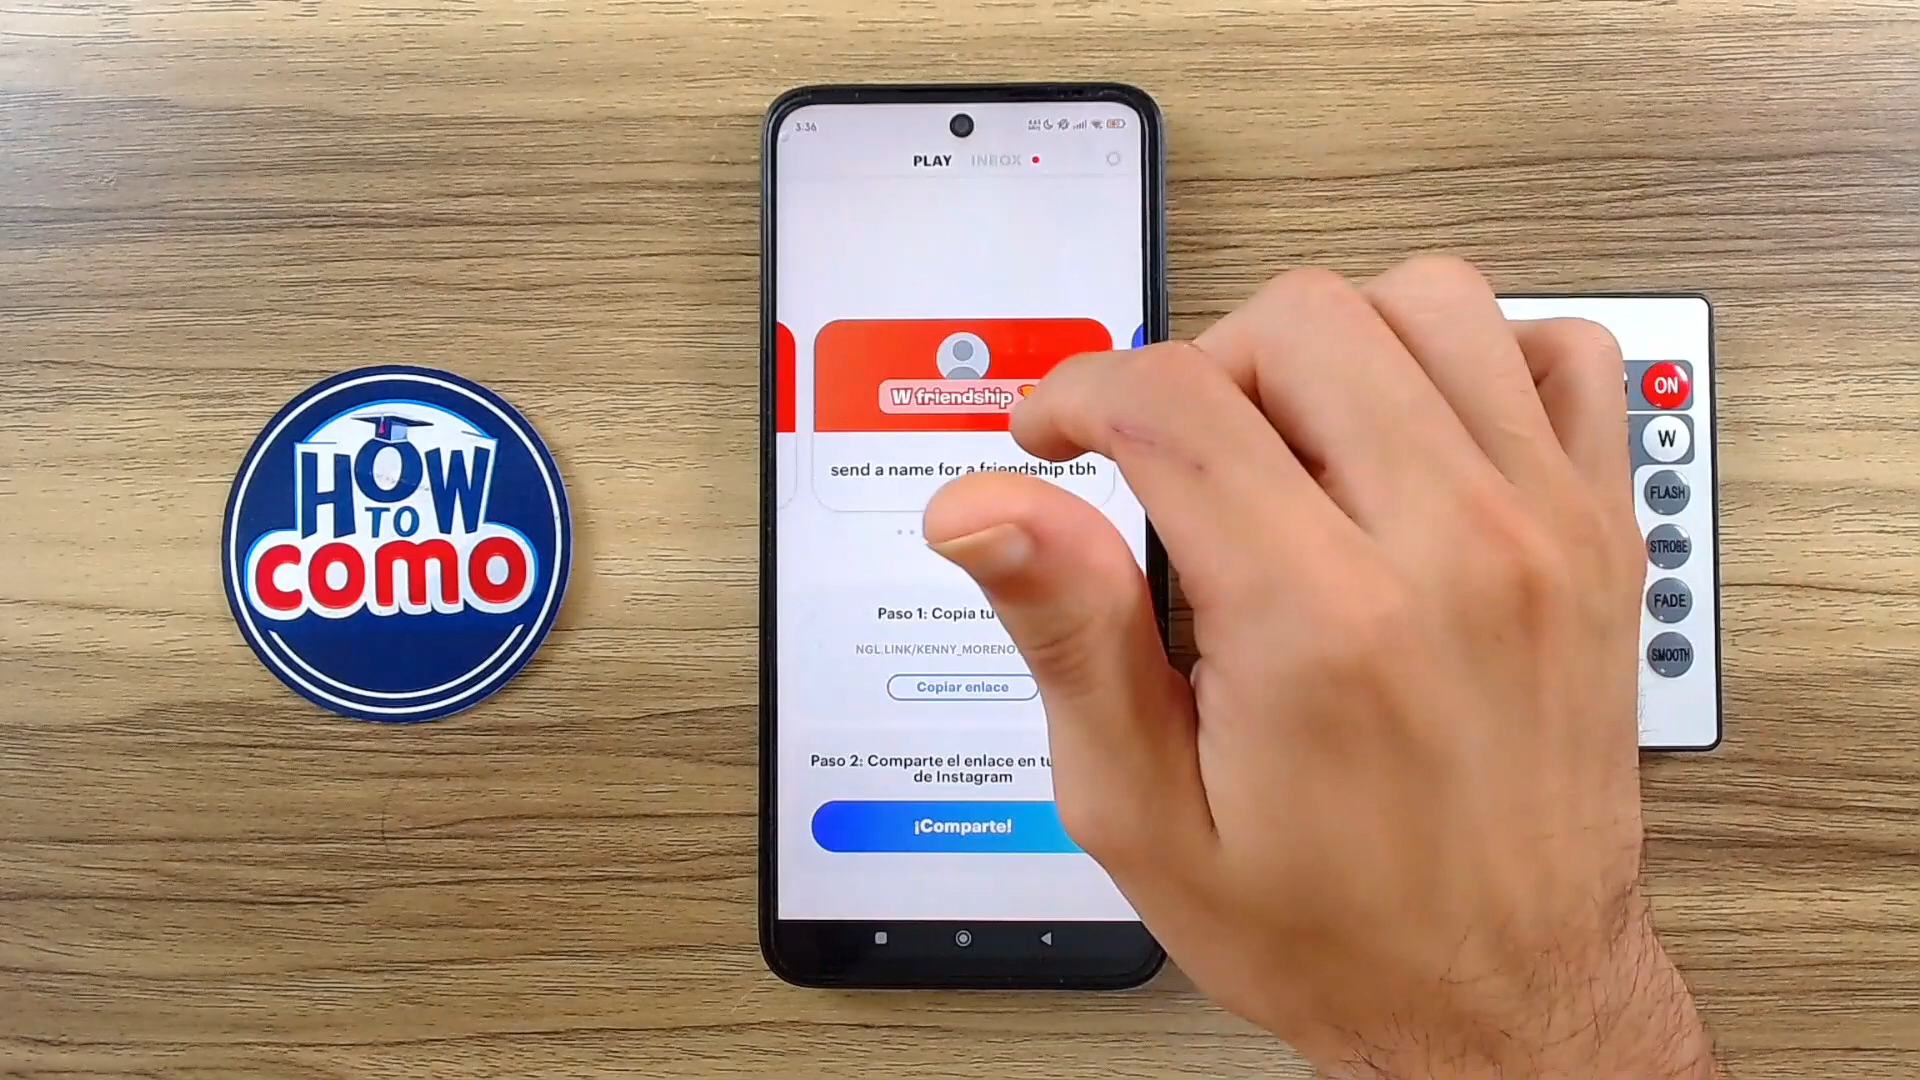 HOW
TO
COMO
3:36
PLAY INBOX
W friendship
send a name for a friendship tbh
Paso 1: Copia tu
NGL.LINK/KENNY_MORENO
Copiar enlace
Paso 2: Comparte el enlace en tu
de Instagram
¡Comparte!
ON
W
FLASH
STROBE
FADE
SMOOTH